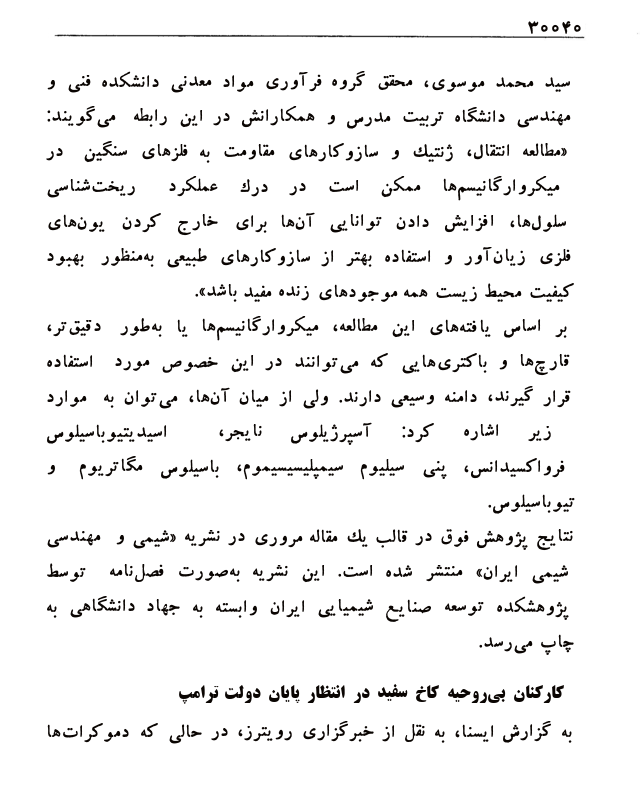 ۳۰۰۴۰
سید محمد موسوی، محقق گروه فرآوری مواد معدنی دانشکده فنی و
مهندسی دانشگاه تربیت مدرس و همکارانش در این رابطه می‌گویند:
«مطالعه انتقال، ژنتیك و سازوکارهای مقاومت به فلزهای سنگین در
میکروارگانیسم‌ها ممکن است در درك عملکرد ریخت‌شناسی
سلول‌ها، افزایش دادن توانایی آن‌ها برای خارج کردن یون‌های
فلزی زیان‌آور و استفاده بهتر از سازوکارهای طبیعی به‌منظور بهبود
کیفیت محیط زیست همه موجودهای زنده مفید باشد».
بر اساس یافته‌های این مطالعه، میکروارگانیسم‌ها یا به‌طور دقیق‌تر،
قارچ‌ها و باکتری‌هایی که می‌توانند در این خصوص مورد استفاده
قرار گیرند، دامنه وسیعی دارند. ولی از میان آن‌ها، می‌توان به موارد
زیر اشاره کرد: آسپرژیلوس نایجر، اسیدیتیوباسیلوس
فرواکسیدانس، پنی سیلیوم سیمپلیسیسیموم، باسیلوس مگاتریوم و
تیوباسیلوس.
نتایج پژوهش فوق در قالب یك مقاله مروری در نشریه «شیمی و مهندسی
شیمی ایران» منتشر شده است. این نشریه به‌صورت فصل‌نامه توسط
پژوهشکده توسعه صنایع شیمیایی ایران وابسته به جهاد دانشگاهی به
چاپ می‌رسد.
کارکنان بی‌روحیه کاخ سفید در انتظار پایان دولت ترامپ
به گزارش ایسنا، به نقل از خبرگزاری رویترز، در حالی که دموکرات‌ها